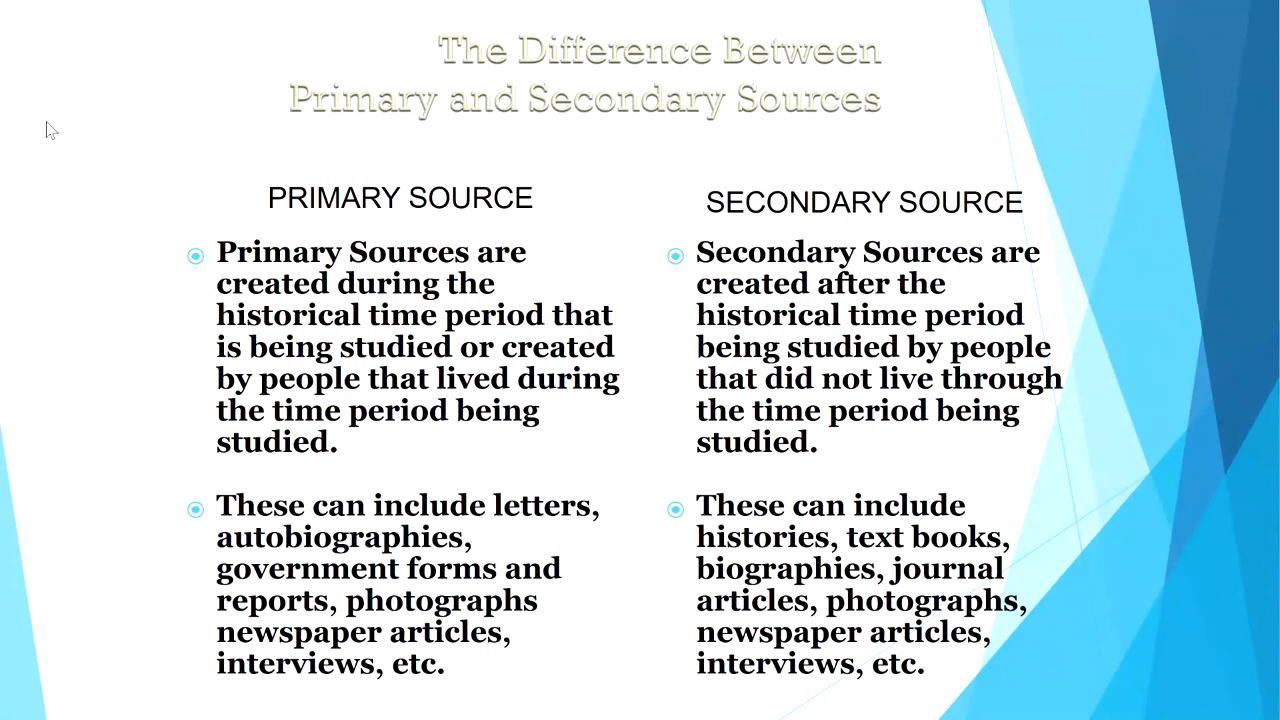 The Difference Between
Primary and Secondary Sources
PRIMARY SOURCE
Primary Sources are
created during the
historical time period that
is being studied or created
by people that lived during
the time period being
studied.
These can include letters,
autobiographies,
government forms and
reports, photographs
newspaper articles,
interviews, etc.
SECONDARY SOURCE
Secondary Sources are
created after the
historical time period
being studied by people
that did not live through
the time period being
studied.
These can include
histories, text books,
biographies, journal
articles, photographs,
newspaper articles,
interviews, etc.